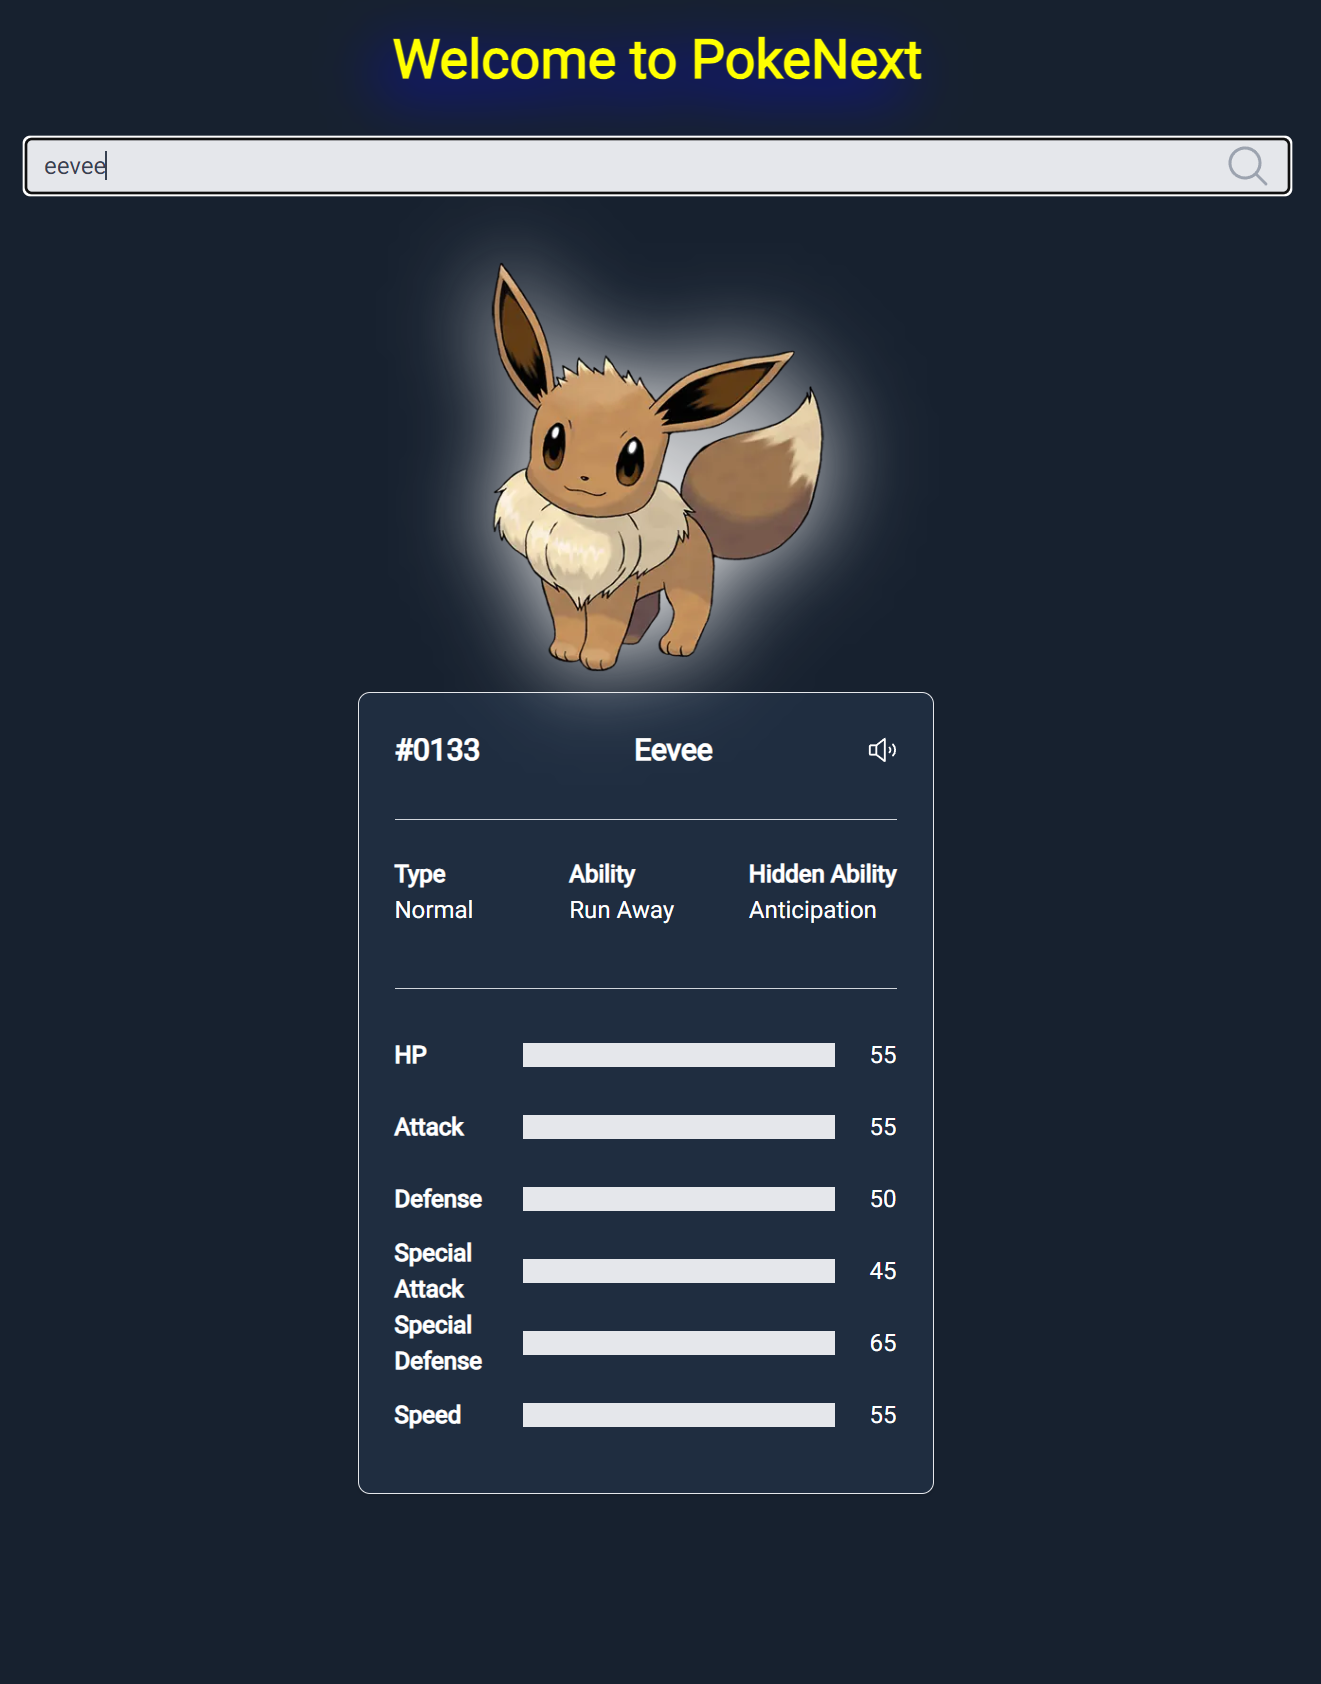 Welcome to PokeNext
eevee
#0133 Eevee
Type Ability Hidden Ability
Normal Run Away Anticipation
HP 55
Attack 55
Defense 50
Special
Attack 45
Special
Defense 65
Speed 55